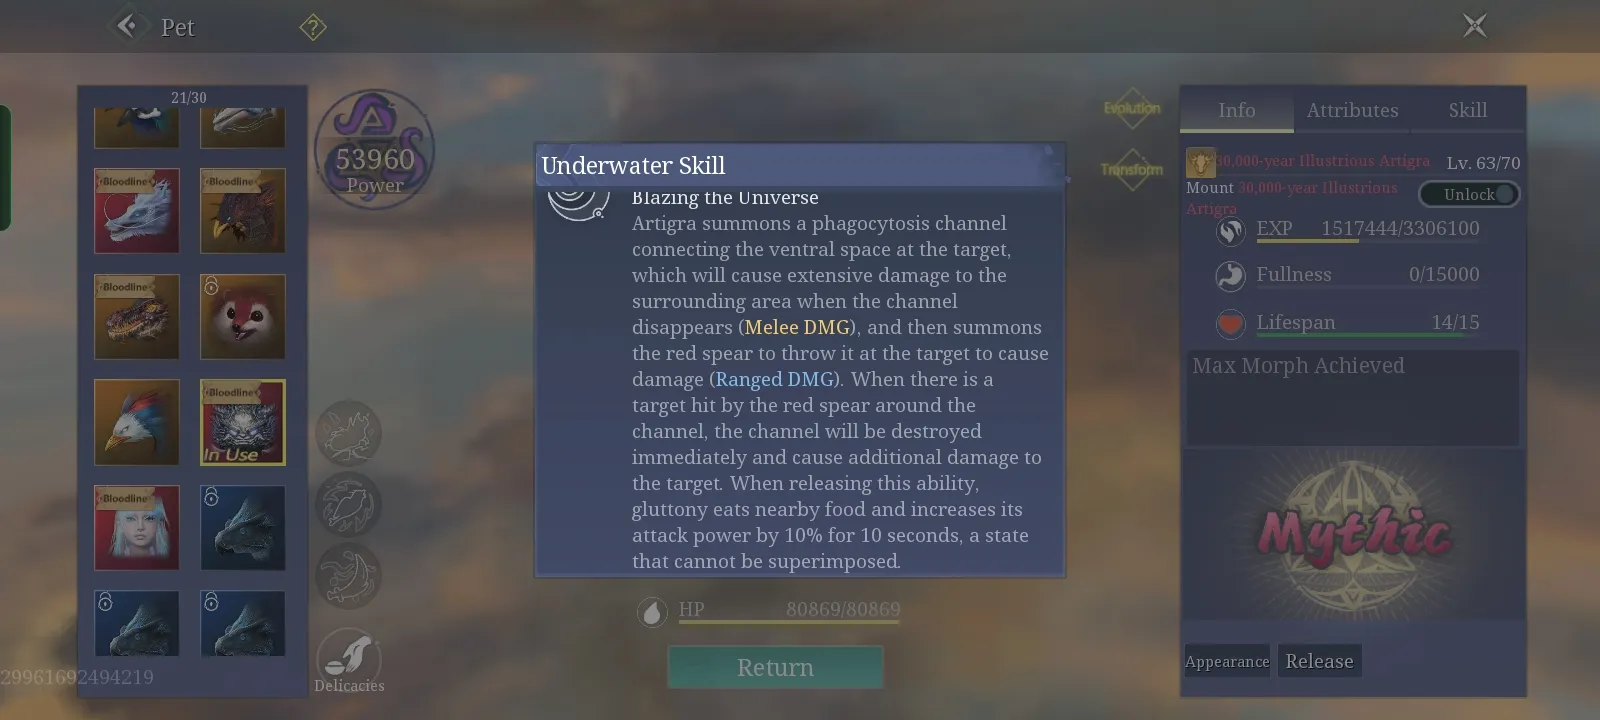 Pet
?
21/30
Bloodline
Bloodline
Bloodline
Bloodline
In Use
Bloodline
29961692494219
53960
Power
Delicacies
Underwater Skill
Blazing the Universe
Artigra summons a phagocytosis channel
connecting the ventral space at the target,
which will cause extensive damage to the
surrounding area when the channel
disappears (Melee DMG), and then summons
the red spear to throw it at the target to cause
damage (Ranged DMG). When there is a
target hit by the red spear around the
channel, the channel will be destroyed
immediately and cause additional damage to
the target. When releasing this ability,
gluttony eats nearby food and increases its
attack power by 10% for 10 seconds, a state
that cannot be superimposed.
HP 80869/80869
Return
Evolution
Transform
Info Attributes Skill
30,000-year Illustrious Artigra Lv. 63/70
Mount 30,000-year Illustrious
Artigra
Unlock
EXP 1517444/3306100
Fullness 0/15000
Lifespan 14/15
Max Morph Achieved
Mythic
Appearance Release